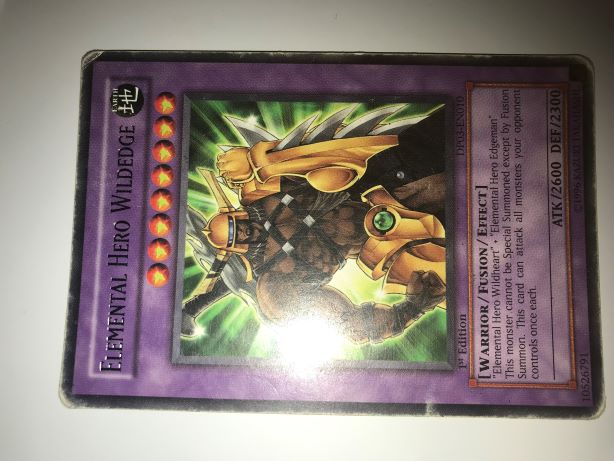 ELEMENTAL HERO WILDEDGE
EARTH
地
1st Edition
DP03-EN010
[WARRIOR/FUSION/EFFECT]
"Elemental Hero Wildheart" + "Elemental Hero Edgeman"
This monster cannot be Special Summoned except by Fusion
Summon. This card can attack all monsters your opponent
controls once each.
ATK/2600 DEF/2300
10526791
©1996 KAZUKI TAKAHASHI